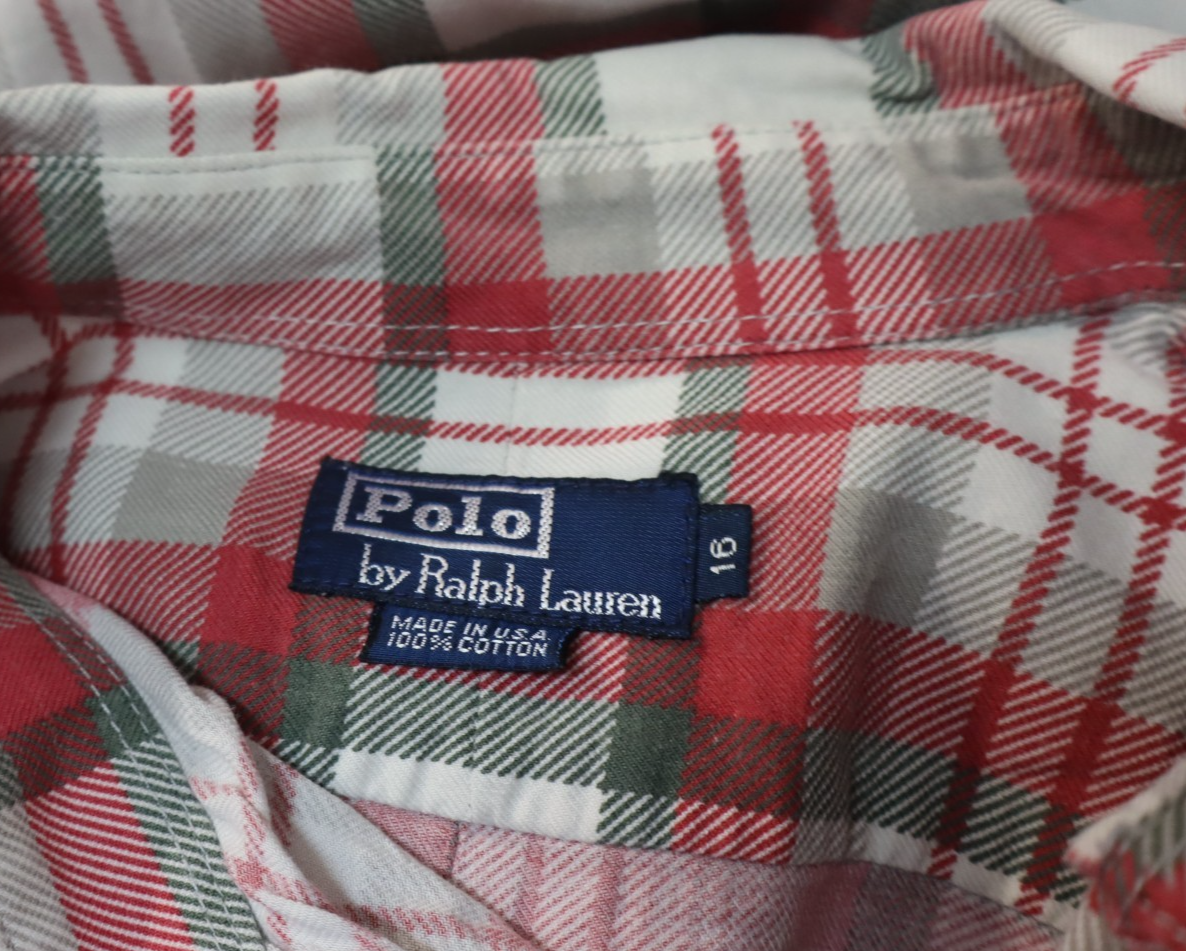 Polo
by Ralph Lauren
16
MADE IN U.S.A.
100% COTTON